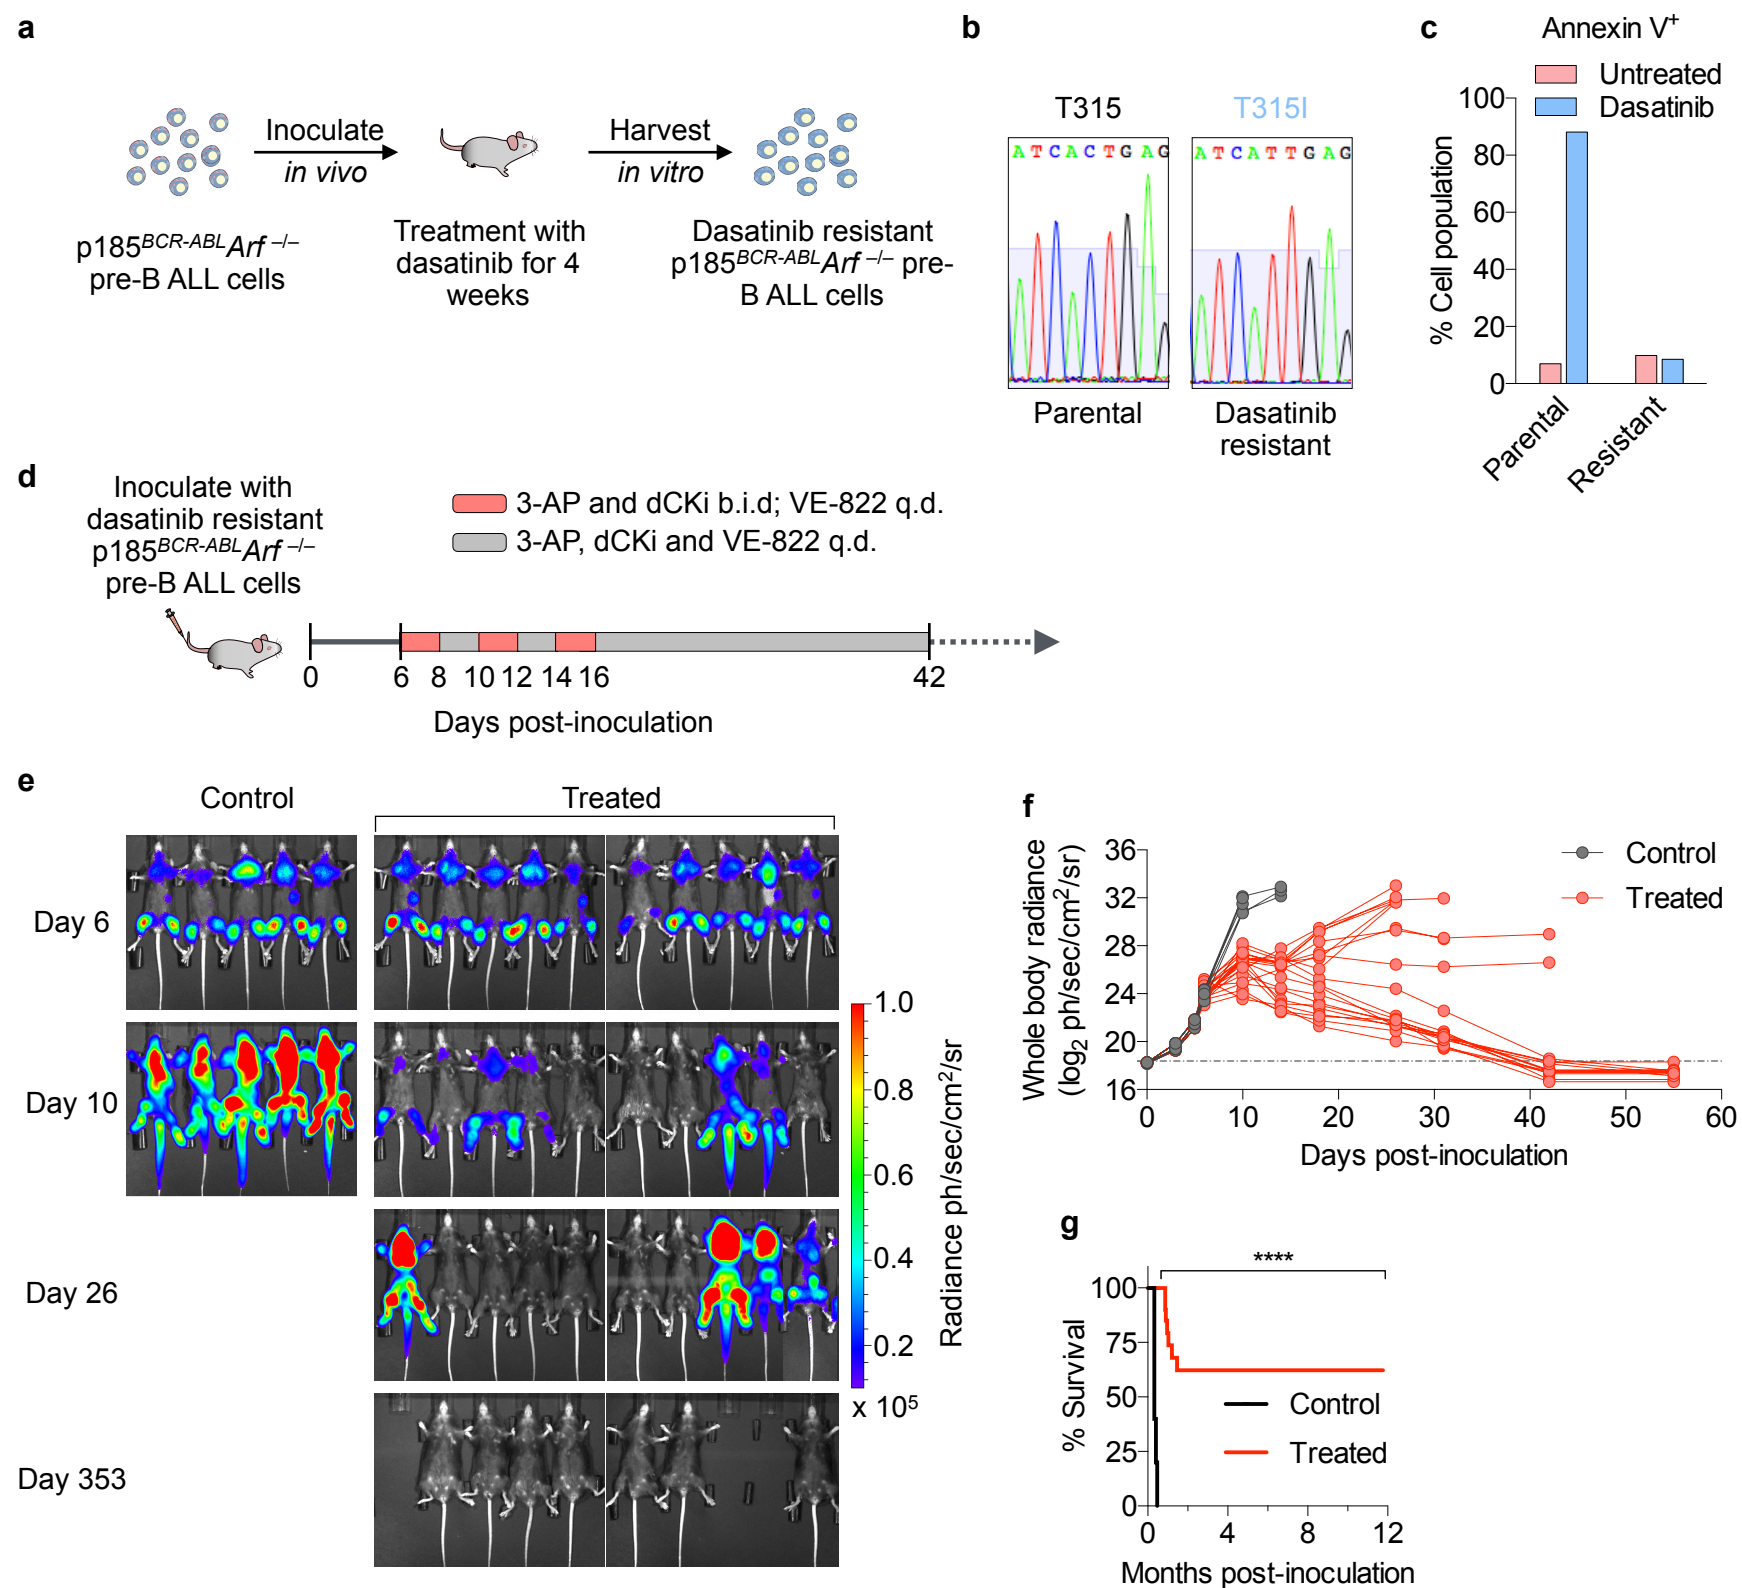 a
Inoculate
in vivo
Harvest
in vitro
p185BCR-ABLArf –/–
pre-B ALL cells
Treatment with
dasatinib for 4
weeks
Dasatinib resistant
p185BCR-ABLArf –/– pre-
B ALL cells
b
T315
T315I
A T C A C T G A G
A T C A T T G A G
Parental
Dasatinib
resistant
c
Annexin V+
Untreated
Dasatinib
% Cell population
100
80
60
40
20
0
Parental
Resistant
d
Inoculate with
dasatinib resistant
p185BCR-ABLArf –/–
pre-B ALL cells
3-AP and dCKi b.i.d; VE-822 q.d.
3-AP, dCKi and VE-822 q.d.
0 6 8 10 12 14 16 42
Days post-inoculation
e
Control
Treated
Day 6
Day 10
Day 26
Day 353
1.0
0.8
0.6
0.4
0.2
x 10⁵
Radiance ph/sec/cm²/sr
f
Whole body radiance
(log₂ ph/sec/cm²/sr)
36
32
28
24
20
16
0 10 20 30 40 50 60
Days post-inoculation
Control
Treated
g
****
% Survival
100
75
50
25
0
Control
Treated
0 4 8 12
Months post-inoculation